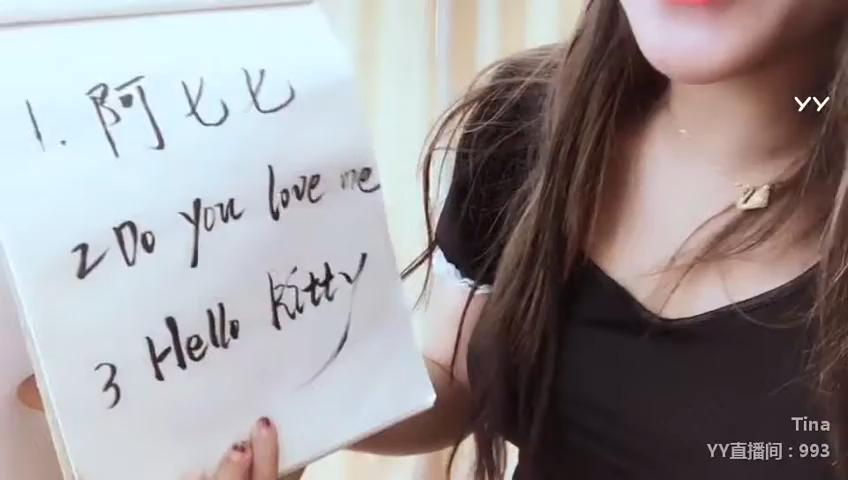 1. 阿七七
2 Do you love me
3 Hello Kitty
YY
Tina
YY直播间：993